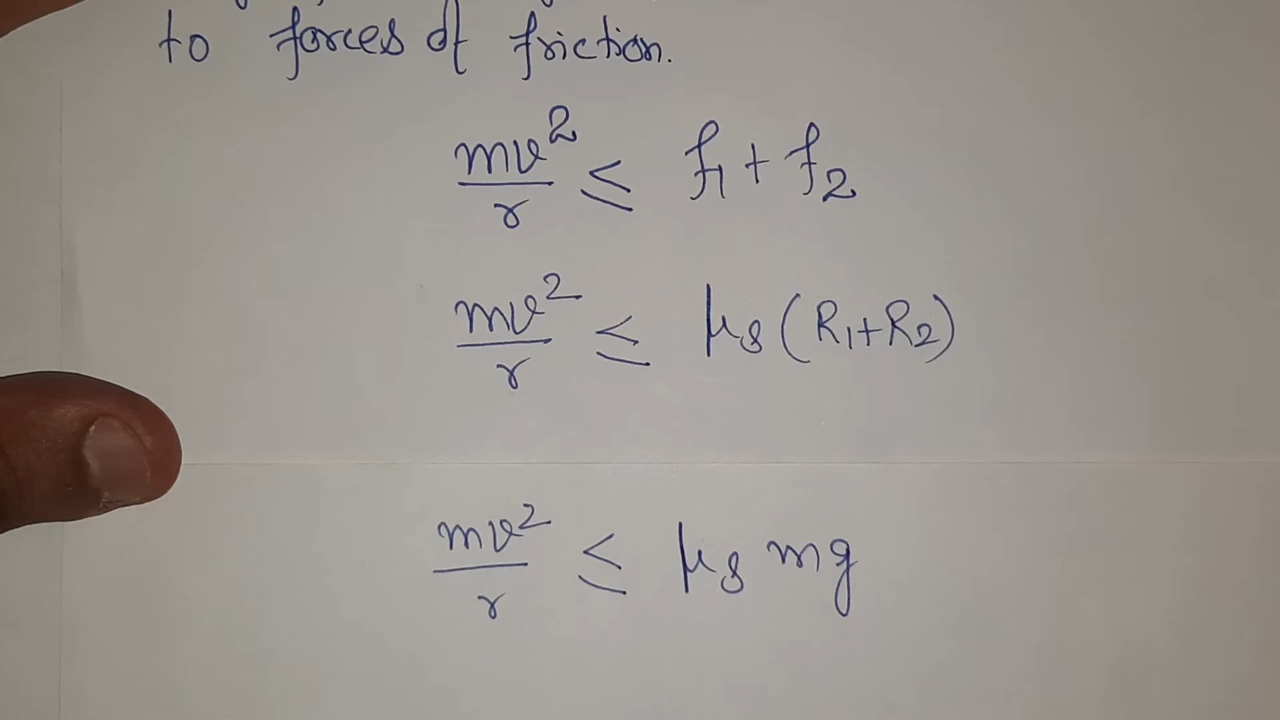 to forces of friction.
mv²/r ≤ f₁ + f₂
mv²/r ≤ μₛ (R₁+R₂)
mv²/r ≤ μₛ mg